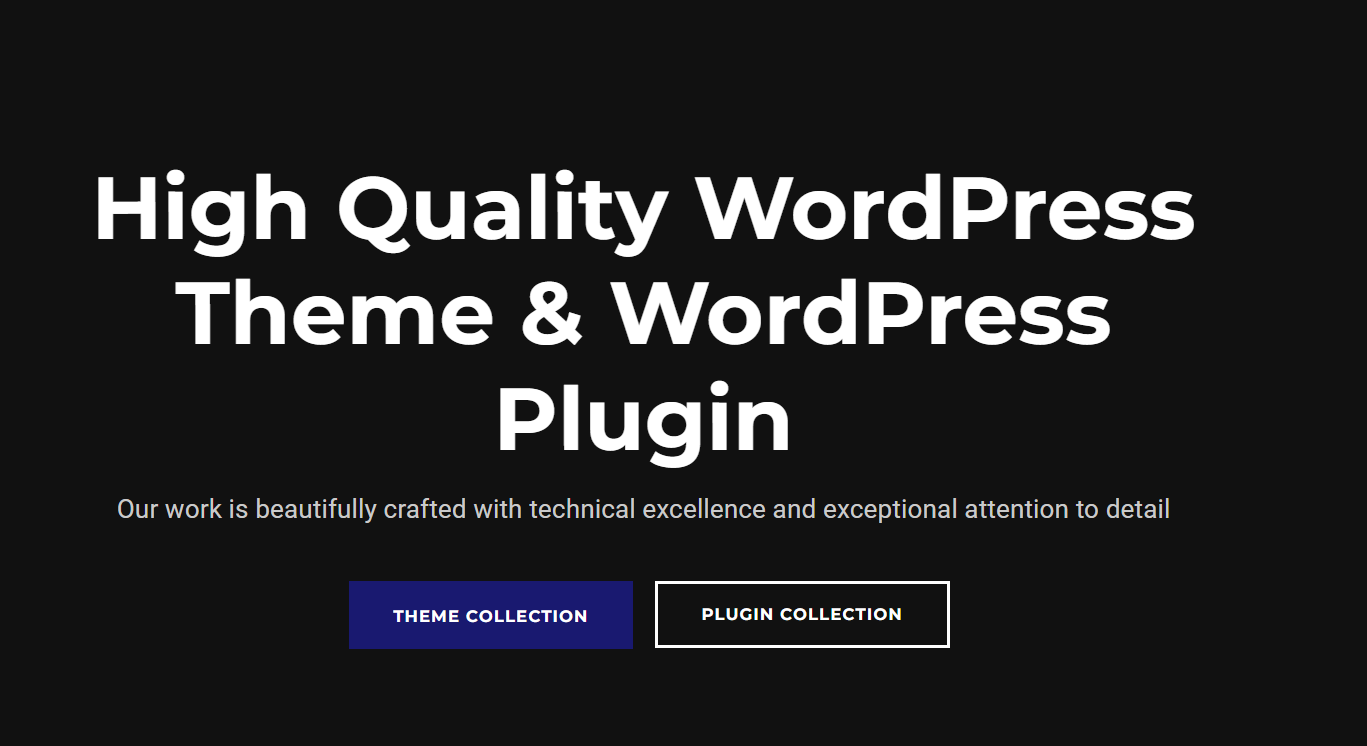 High Quality WordPress
Theme & WordPress
Plugin
Our work is beautifully crafted with technical excellence and exceptional attention to detail
THEME COLLECTION
PLUGIN COLLECTION